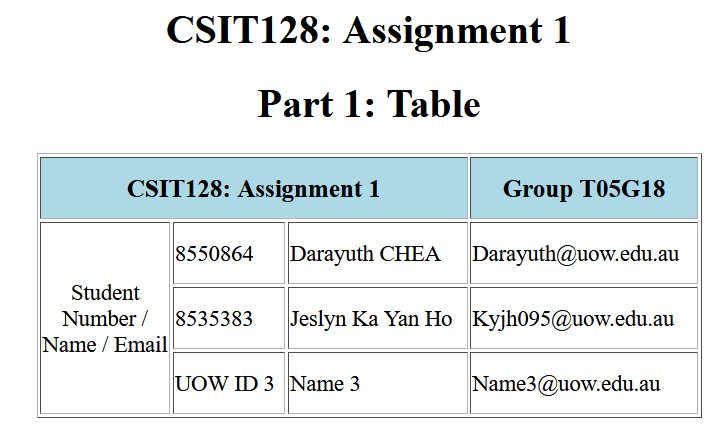 CSIT128: Assignment 1
Part 1: Table
CSIT128: Assignment 1 Group T05G18
Student
Number /
Name / Email
8550864 Darayuth CHEA Darayuth@uow.edu.au
8535383 Jeslyn Ka Yan Ho Kyjh095@uow.edu.au
UOW ID 3 Name 3 Name3@uow.edu.au